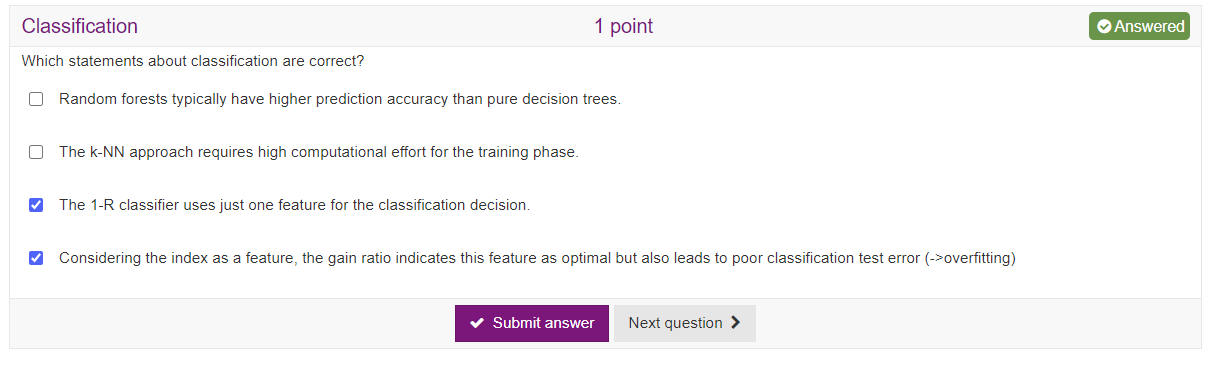 Classification 1 point Answered
Which statements about classification are correct?
Random forests typically have higher prediction accuracy than pure decision trees.
The k-NN approach requires high computational effort for the training phase.
The 1-R classifier uses just one feature for the classification decision.
Considering the index as a feature, the gain ratio indicates this feature as optimal but also leads to poor classification test error (->overfitting)
Submit answer Next question